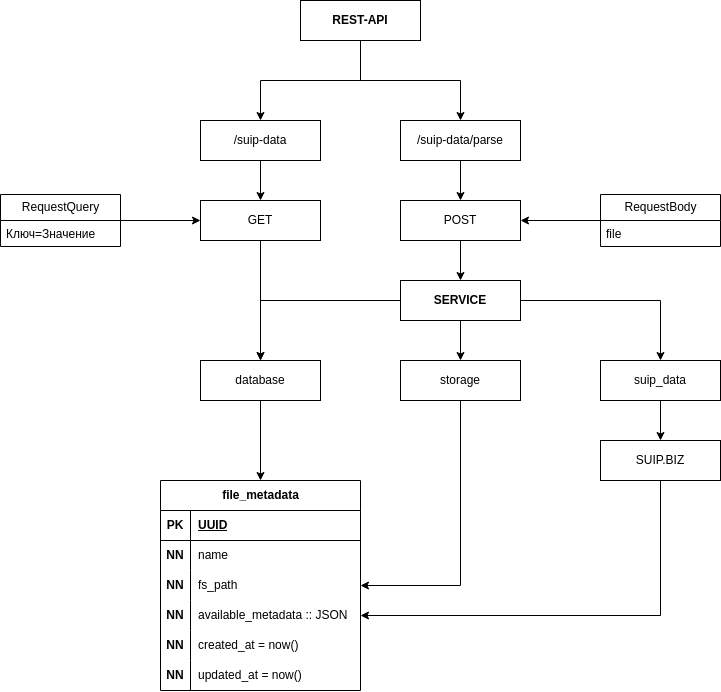 REST-API
/suip-data
/suip-data/parse
RequestQuery
Ключ=Значение
GET
POST
RequestBody
file
SERVICE
database
storage
suip_data
SUIP.BIZ
file_metadata
PK UUID
NN name
NN fs_path
NN available_metadata :: JSON
NN created_at = now()
NN updated_at = now()